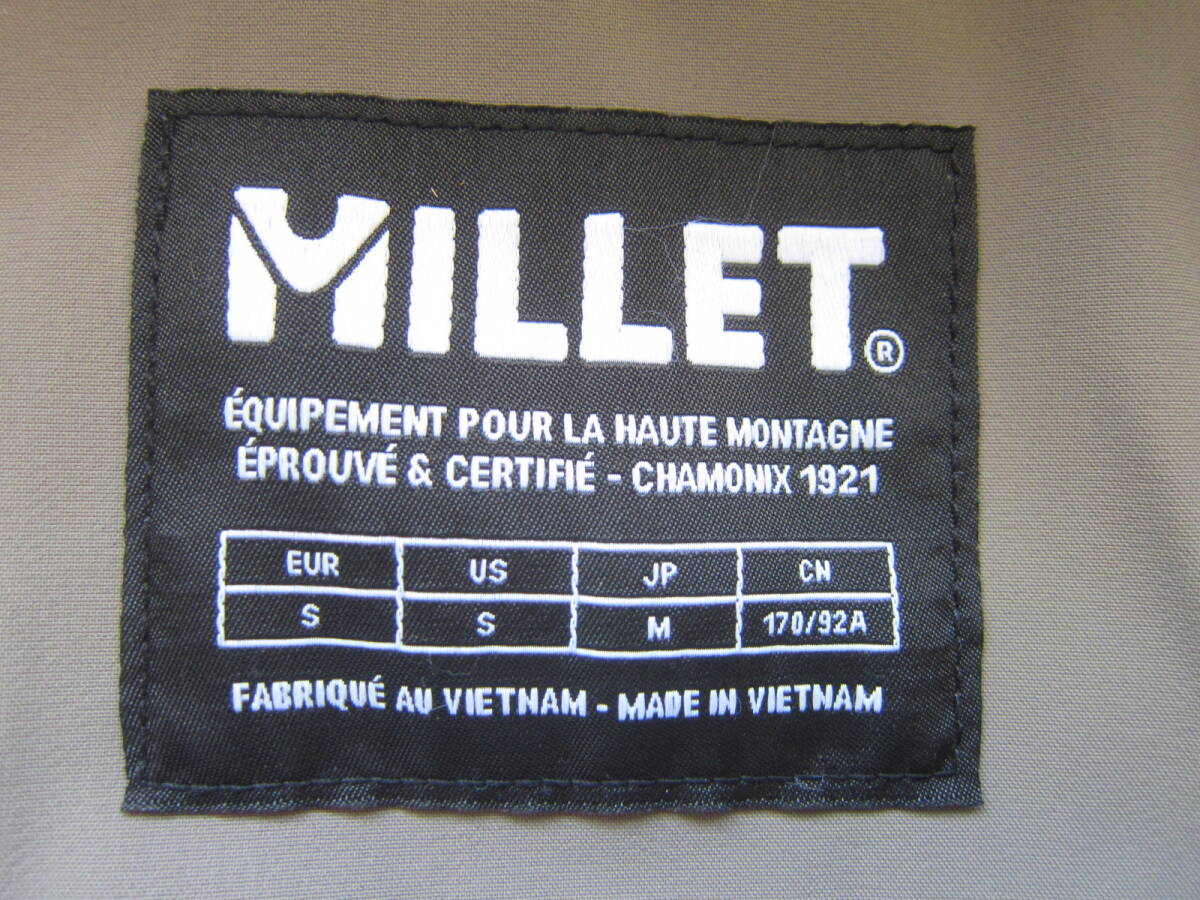 MILLET®
ÉQUIPEMENT POUR LA HAUTE MONTAGNE
ÉPROUVÉ & CERTIFIÉ - CHAMONIX 1921
EUR US JP CN
S S M 170/92A
FABRIQUÉ AU VIETNAM - MADE IN VIETNAM